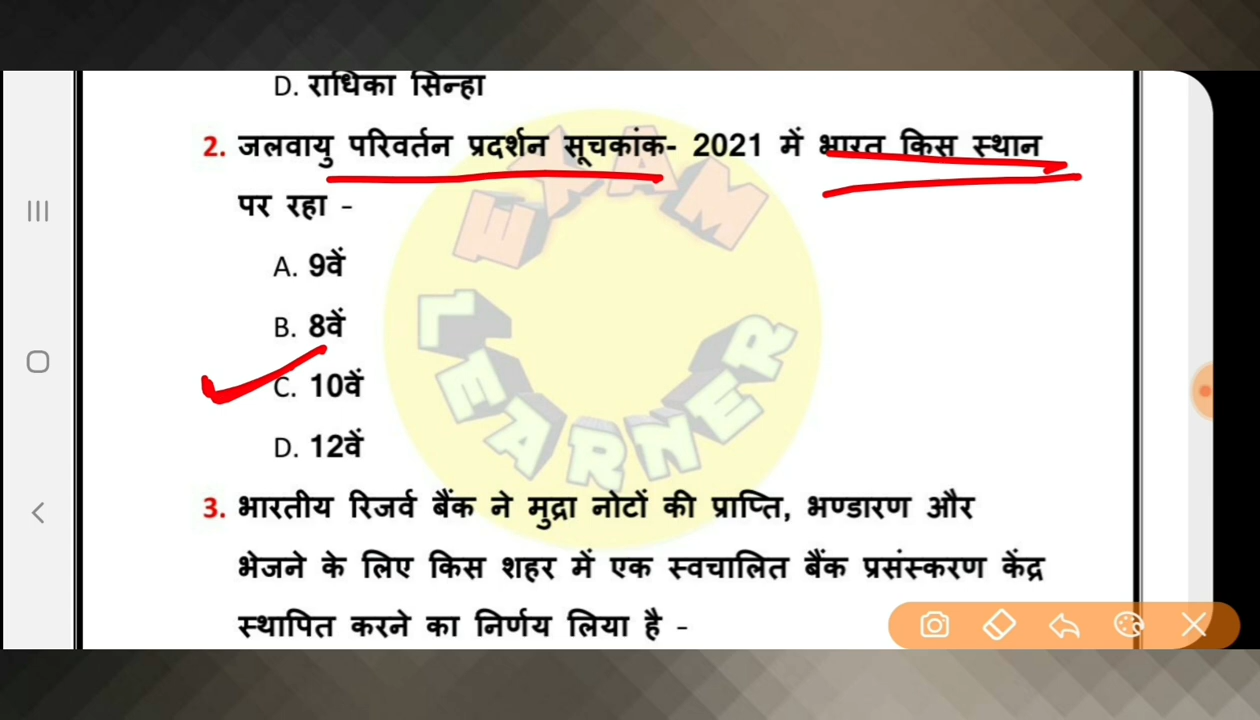 D. राधिका सिन्हा
2. जलवायु परिवर्तन प्रदर्शन सूचकांक- 2021 में भारत किस स्थान
पर रहा -
A. 9वें
B. 8वें
C. 10वें
D. 12वें
3. भारतीय रिजर्व बैंक ने मुद्रा नोटों की प्राप्ति, भण्डारण और
भेजने के लिए किस शहर में एक स्वचालित बैंक प्रसंस्करण केंद्र
स्थापित करने का निर्णय लिया है -
EXAM
LEARNER